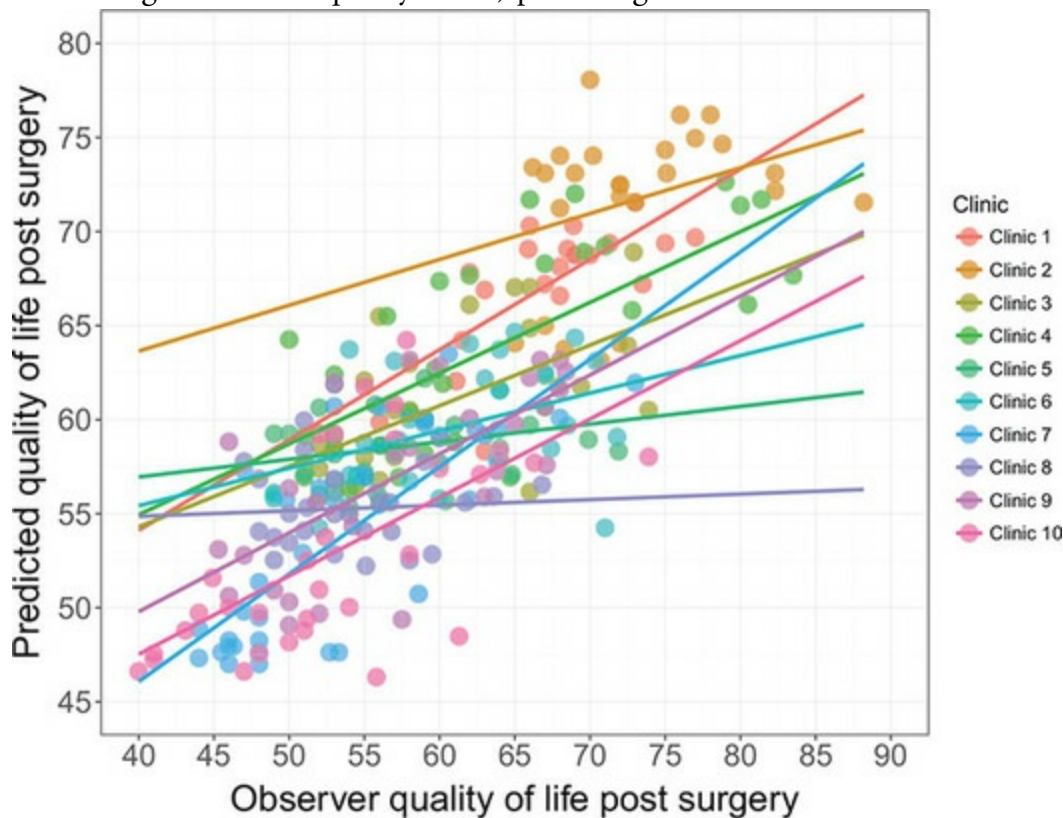 80
75
70
65
60
55
50
45
Predicted quality of life post surgery
40 45 50 55 60 65 70 75 80 85 90
Observer quality of life post surgery
Clinic
Clinic 1
Clinic 2
Clinic 3
Clinic 4
Clinic 5
Clinic 6
Clinic 7
Clinic 8
Clinic 9
Clinic 10